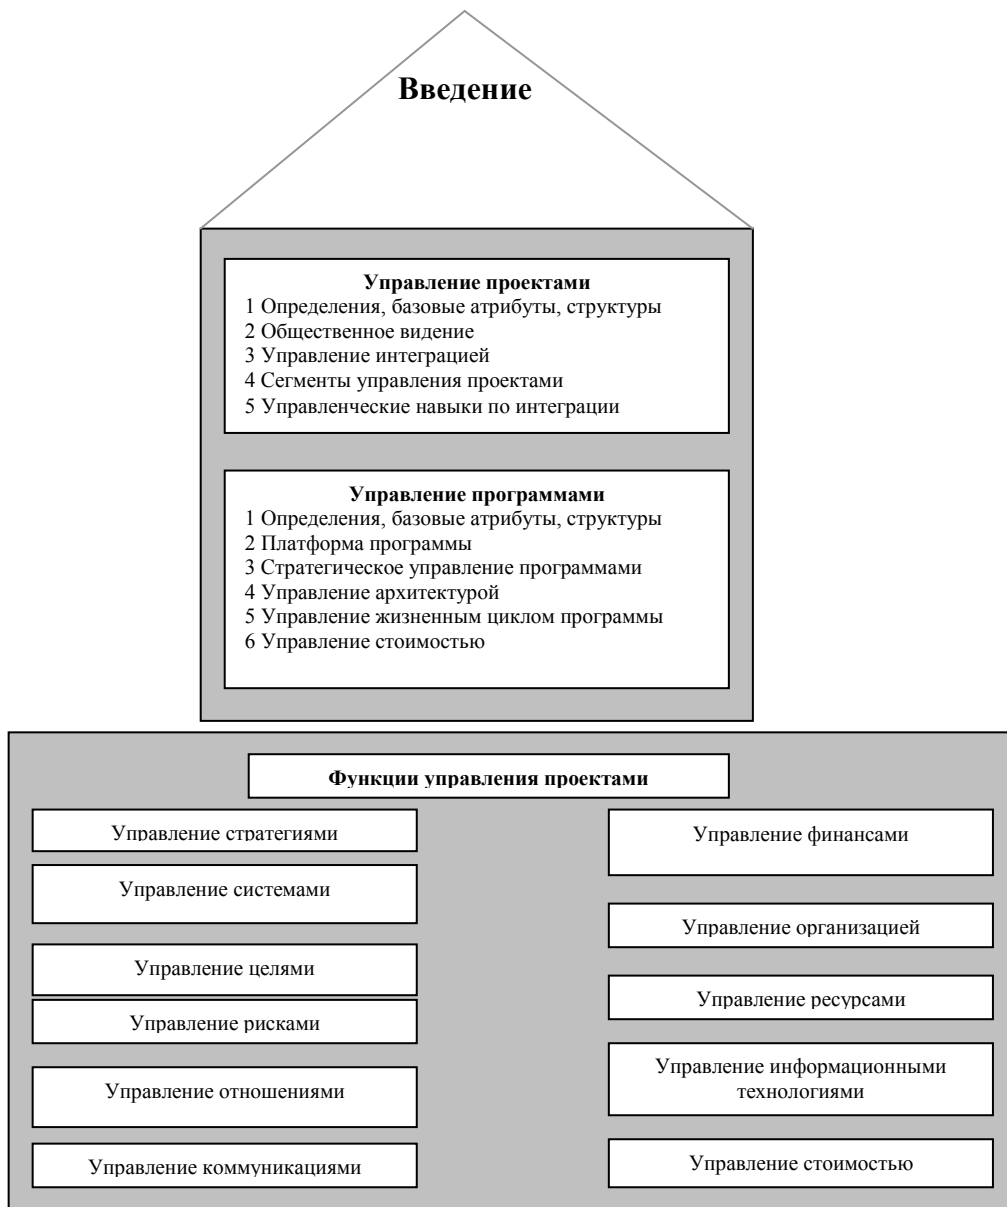 Введение
Управление проектами
1 Определения, базовые атрибуты, структуры
2 Общественное видение
3 Управление интеграцией
4 Сегменты управления проектами
5 Управленческие навыки по интеграции
Управление программами
1 Определения, базовые атрибуты, структуры
2 Платформа программы
3 Стратегическое управление программами
4 Управление архитектурой
5 Управление жизненным циклом программы
6 Управление стоимостью
Функции управления проектами
Управление стратегиями
Управление системами
Управление целями
Управление рисками
Управление отношениями
Управление коммуникациями
Управление финансами
Управление организацией
Управление ресурсами
Управление информационными
технологиями
Управление стоимостью